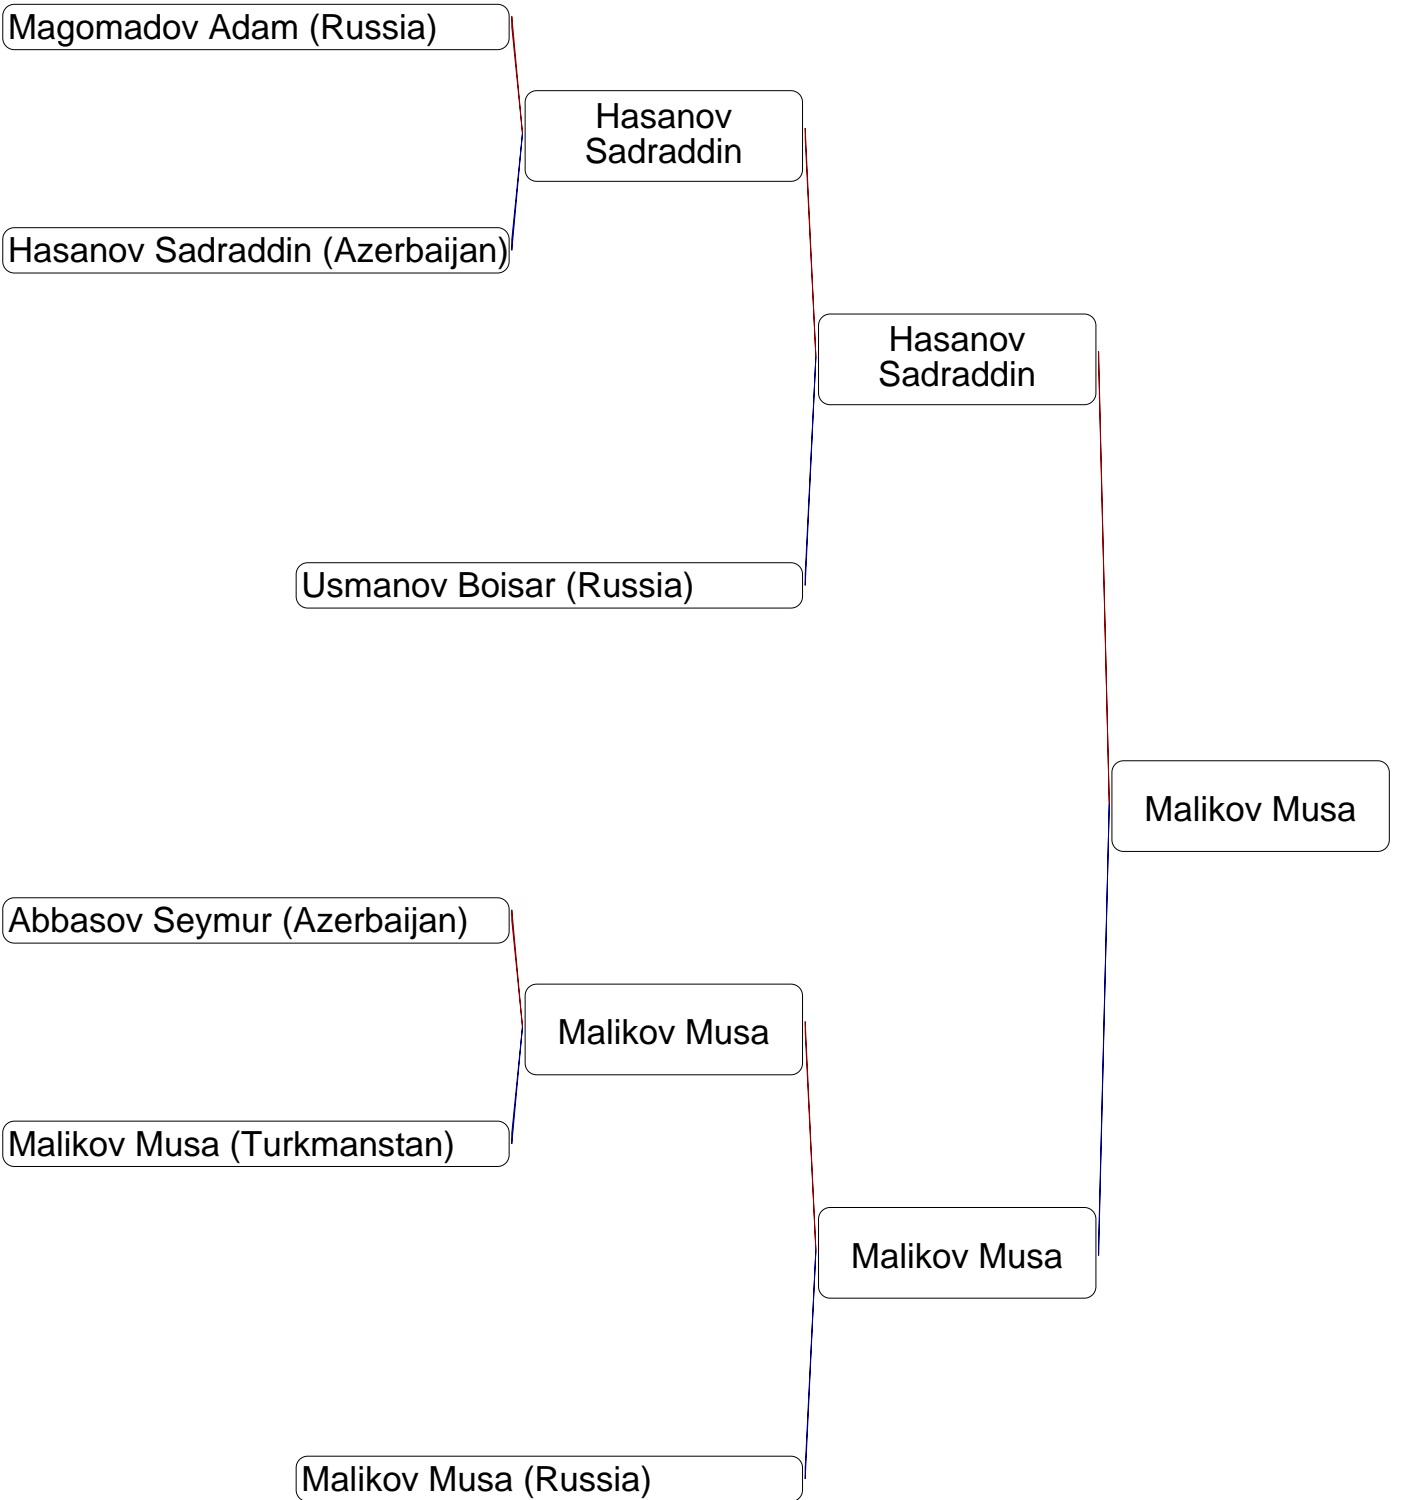 Magomadov Adam (Russia)
Hasanov
Sadraddin
Hasanov Sadraddin (Azerbaijan)
Hasanov
Sadraddin
Usmanov Boisar (Russia)
Malikov Musa
Abbasov Seymur (Azerbaijan)
Malikov Musa
Malikov Musa (Turkmanstan)
Malikov Musa
Malikov Musa (Russia)